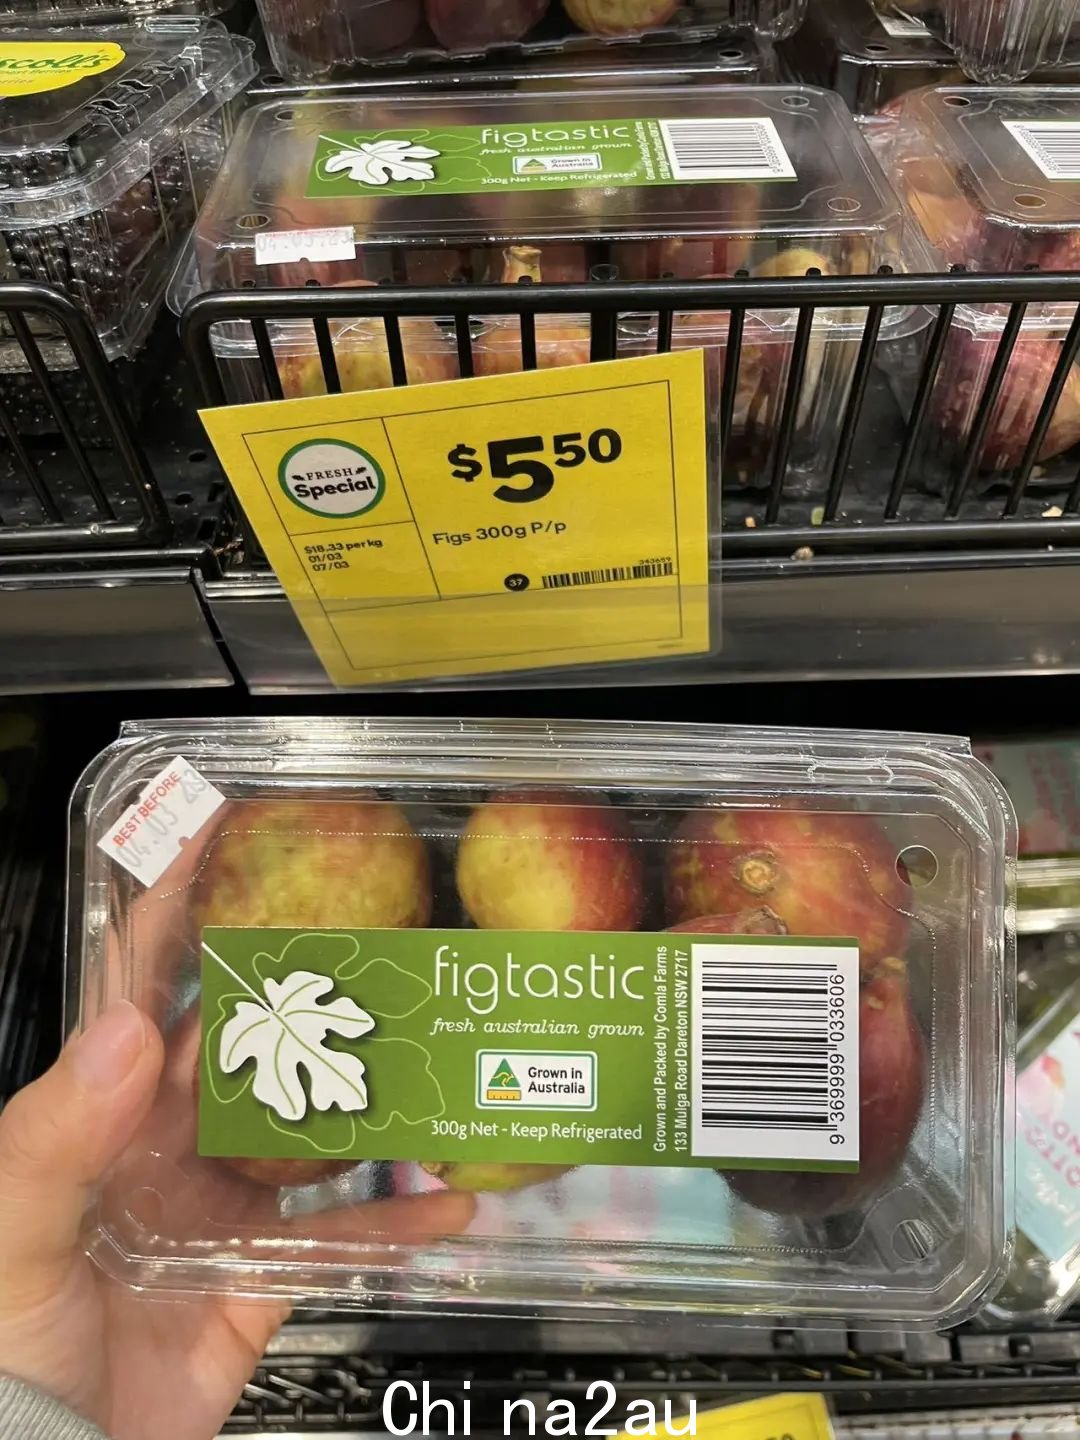 scoll's
figtastic
fresh australian grown
Grown in
Australia
300g Net - Keep Refrigerated
FRESH
Special
$5 50
Figs 300g P/p
$18.33 per kg
01/03
07/03
37
343659
BEST BEFORE
04.03 23
figtastic
fresh australian grown
Grown in
Australia
300g Net - Keep Refrigerated
Grown and Packed by Comla Farms
133 Mulga Road Dareton NSW 2717
9 369999 033606
Chi na2au